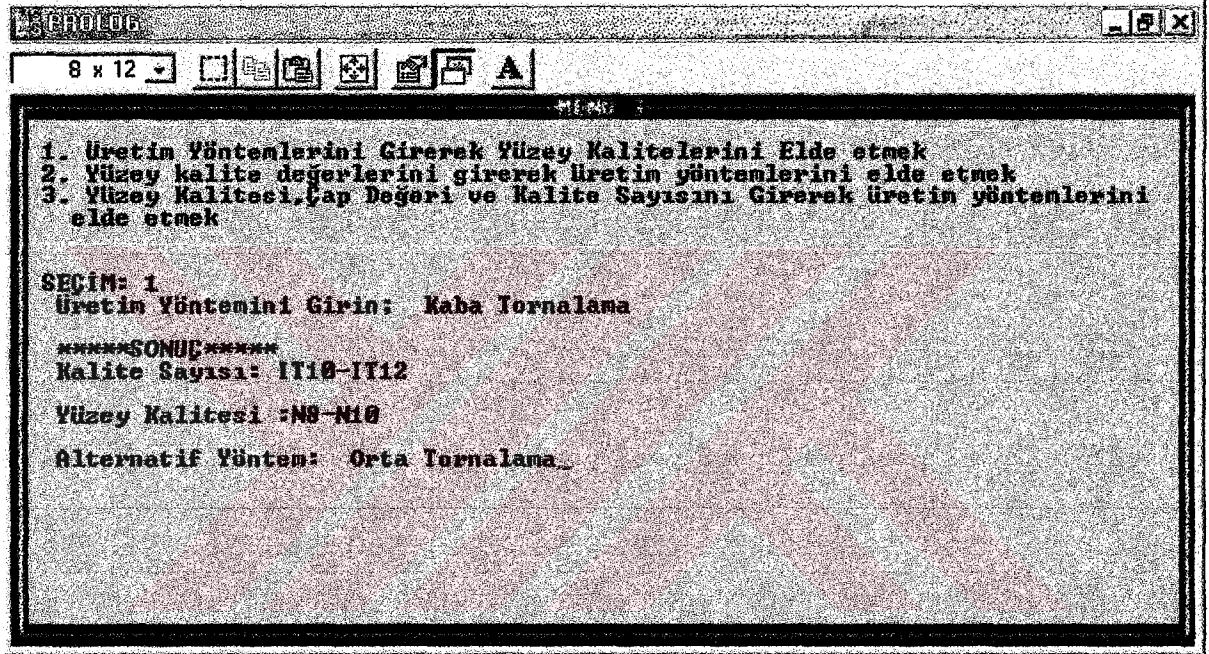 PROLOG
8 x 12
A
MENU
1. Üretim Yöntemlerini Girerek Yüzey Kalitelerini Elde etmek
2. Yüzey kalite değerlerini girerek üretim yöntemlerini elde etmek
3. Yüzey Kalitesi,Çap Değeri ve Kalite Sayısını Girerek üretim yöntemlerini
elde etmek
SEÇİM: 1
Üretim Yöntemini Girin: Kaba Tornalama
*****SONUÇ*****
Kalite Sayısı: IT10-IT12
Yüzey Kalitesi :N8-N10
Alternatif Yöntem: Orta Tornalama_